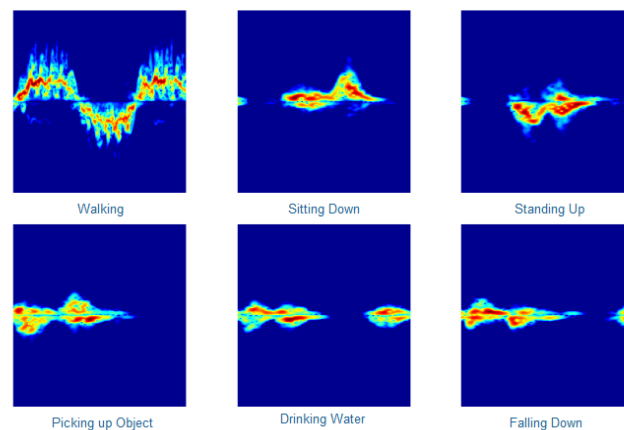 Walking
Sitting Down
Standing Up
Picking up Object
Drinking Water
Falling Down